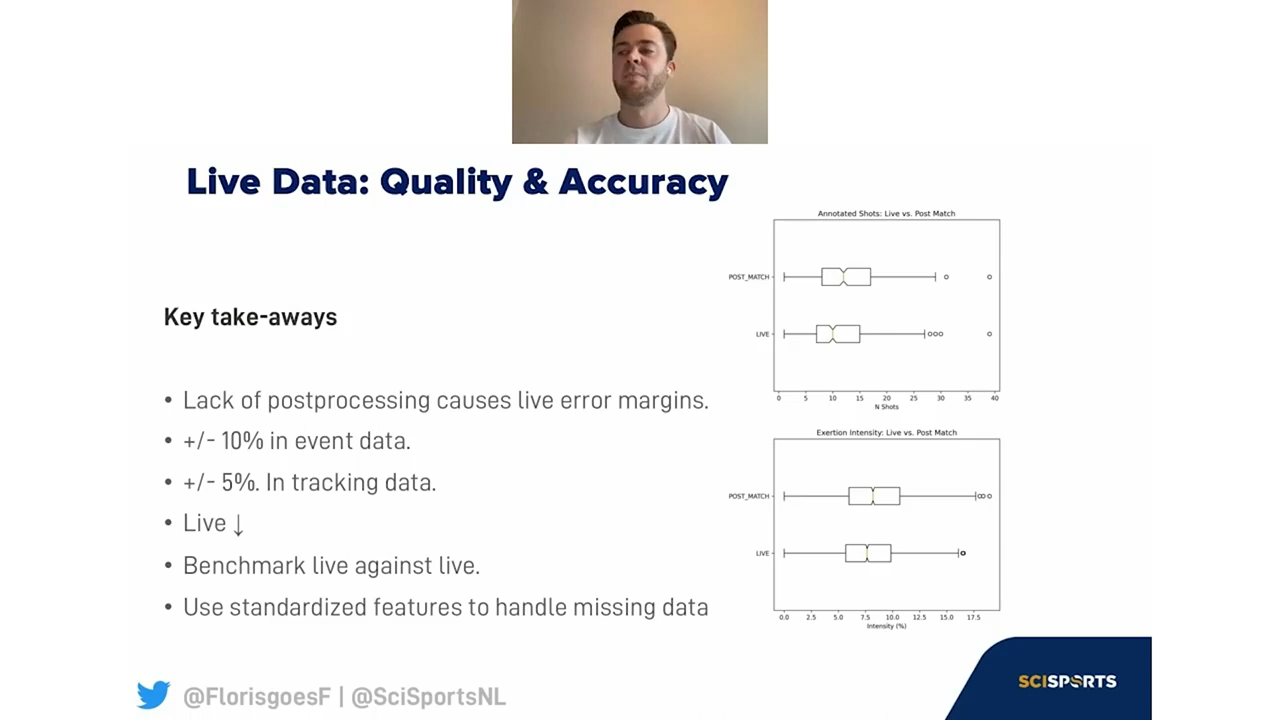 Live Data: Quality & Accuracy
Key take-aways
• Lack of postprocessing causes live error margins.
• +/- 10% in event data.
• +/- 5%. In tracking data.
• Live ↓
• Benchmark live against live.
• Use standardized features to handle missing data
Annotated Shots: Live vs. Post Match
POST_MATCH
LIVE
0 5 10 15 20 25 30 35 40
N Shots
Exertion Intensity: Live vs. Post Match
POST_MATCH
LIVE
0.0 2.5 5.0 7.5 10.0 12.5 15.0 17.5
Intensity (%)
@FlorisgoesF | @SciSportsNL
SCISPORTS